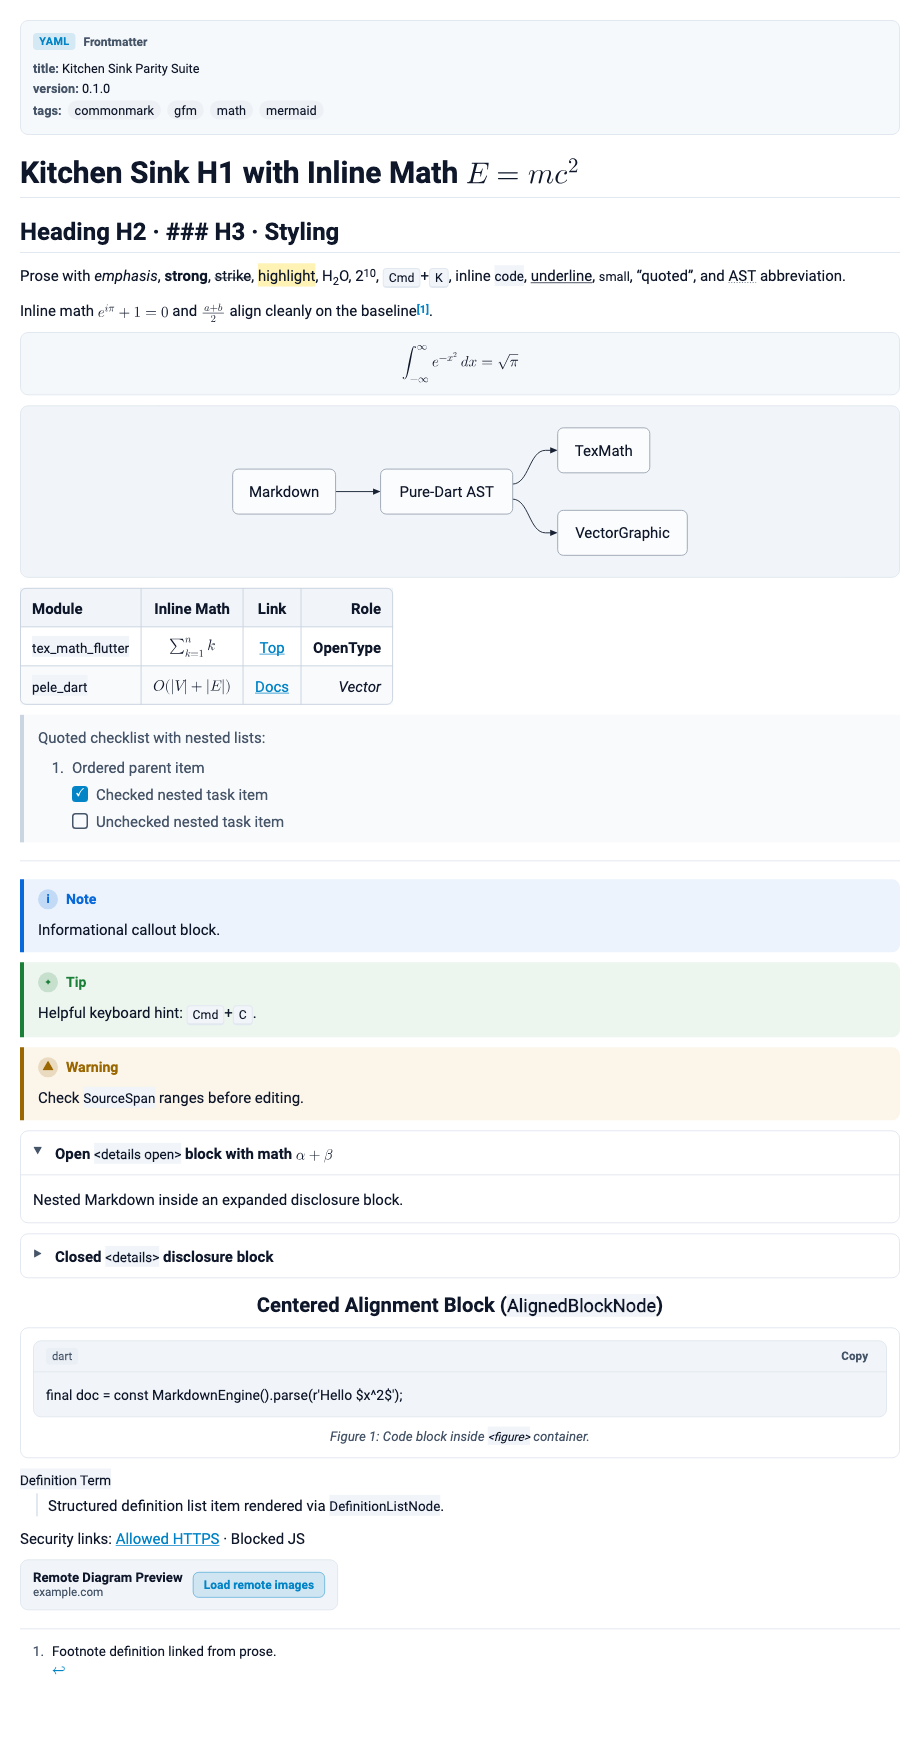 YAML Frontmatter
title: Kitchen Sink Parity Suite
version: 0.1.0
tags: commonmark gfm math mermaid
Kitchen Sink H1 with Inline Math E = mc²
Heading H2 · ### H3 · Styling
Prose with emphasis, strong, strike, highlight, H₂O, 2¹⁰, Cmd+K, inline code, underline, small, “quoted”, and AST abbreviation.
Inline math e^{iπ} + 1 = 0 and \frac{a+b}{2} align cleanly on the baseline[1].
∫_{−∞}^{∞} e^{−x²} dx = √π
Markdown
Pure-Dart AST
TexMath
VectorGraphic
Module Inline Math Link Role
tex_math_flutter ∑_{k=1}^{n} k Top OpenType
pele_dart O(|V| + |E|) Docs Vector
Quoted checklist with nested lists:
1. Ordered parent item
Checked nested task item
Unchecked nested task item
i Note
Informational callout block.
Tip
Helpful keyboard hint: Cmd+C.
Warning
Check SourceSpan ranges before editing.
Open <details open> block with math α + β
Nested Markdown inside an expanded disclosure block.
Closed <details> disclosure block
Centered Alignment Block (AlignedBlockNode)
dart Copy
final doc = const MarkdownEngine().parse(r'Hello $x^2$');
Figure 1: Code block inside <figure> container.
Definition Term
Structured definition list item rendered via DefinitionListNode.
Security links: Allowed HTTPS · Blocked JS
Remote Diagram Preview
example.com
Load remote images
1. Footnote definition linked from prose.
↩